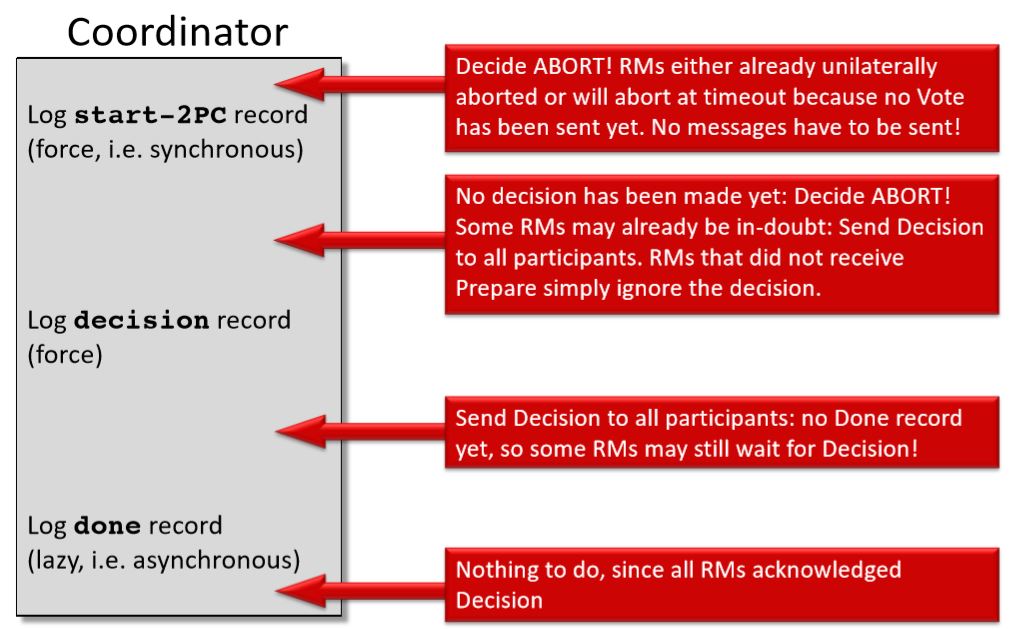 Coordinator
Log start-2PC record
(force, i.e. synchronous)
Log decision record
(force)
Log done record
(lazy, i.e. asynchronous)
Decide ABORT! RMs either already unilaterally
aborted or will abort at timeout because no Vote
has been sent yet. No messages have to be sent!
No decision has been made yet: Decide ABORT!
Some RMs may already be in-doubt: Send Decision
to all participants. RMs that did not receive
Prepare simply ignore the decision.
Send Decision to all participants: no Done record
yet, so some RMs may still wait for Decision!
Nothing to do, since all RMs acknowledged
Decision